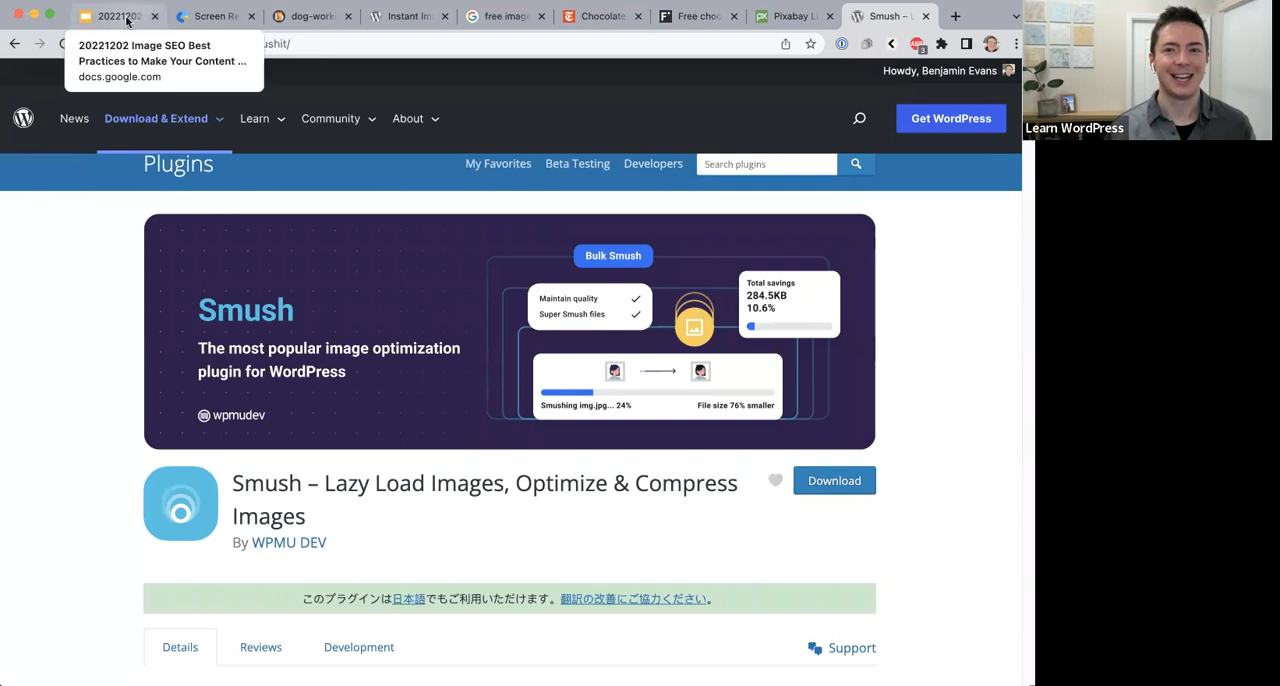 20221202
Screen Re
dog-worki
Instant Im
free image
Chocolate
Free choc
Pixabay Li
Smush – L
20221202 Image SEO Best
Practices to Make Your Content ...
docs.google.com
ushit/
ABP
3
Howdy, Benjamin Evans
News
Download & Extend
Learn
Community
About
Get WordPress
Learn WordPress
Plugins
My Favorites
Beta Testing
Developers
Search plugins
Bulk Smush
Smush
The most popular image optimization
plugin for WordPress
wpmudev
Maintain quality
Super Smush files
Total savings
284.5KB
10.6%
Smushing img.jpg... 24%
File size 76% smaller
Smush – Lazy Load Images, Optimize & Compress
Images
Download
By WPMU DEV
このプラグインは日本語でもご利用いただけます。翻訳の改善にご協力ください。
Details
Reviews
Development
Support